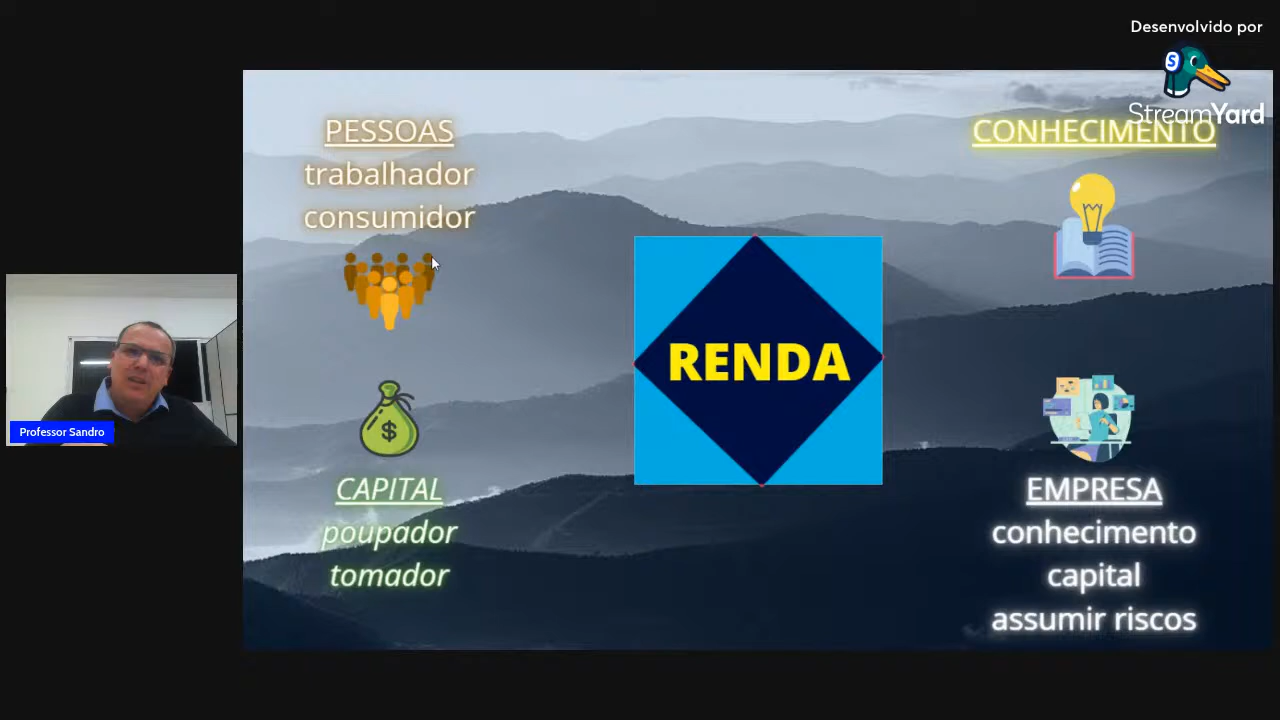 Desenvolvido por
S
StreamYard
PESSOAS
trabalhador
consumidor
CONHECIMENTO
RENDA
$
CAPITAL
poupador
tomador
EMPRESA
conhecimento
capital
assumir riscos
Professor Sandro